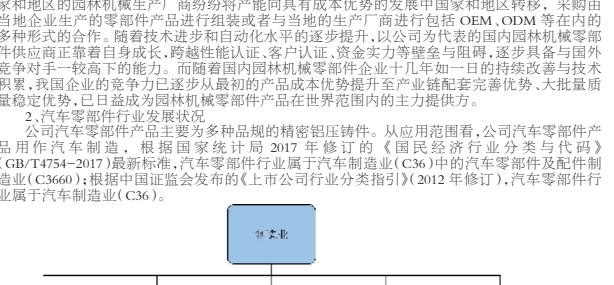 家和地区的园林机械生产厂商纷纷将产能向具有成本优势的发展中国家和地区转移，采购由
当地企业生产的零部件产品进行组装或者与当地的生产厂商进行包括 OEM、ODM 等在内的
多种形式的合作。随着技术进步和自动化水平的逐步提升，以公司为代表的国内园林机械零部
件供应商正靠着自身成长，跨越性能认证、客户认证、资金实力等壁垒与阻碍，逐步具备与国外
竞争对手一较高下的能力。而随着国内园林机械零部件企业十几年如一日的持续改善与技术
积累，我国企业的竞争力已逐步从最初的产品成本优势提升至产业链配套完善优势、大批量质
量稳定优势，已日益成为园林机械零部件产品在世界范围内的主力提供方。
2、汽车零部件行业发展状况
公司汽车零部件产品主要为多种品规的精密铝压铸件。从应用范围看，公司汽车零部件产
品用作汽车制造，根据国家统计局 2017 年修订的《国民经济行业分类与代码》
（GB/T4754-2017）最新标准，汽车零部件行业属于汽车制造业（C36）中的汽车零部件及配件制
造业（C3660）；根据中国证监会发布的《上市公司行业分类指引》（2012 年修订），汽车零部件行
业属于汽车制造业（C36）。